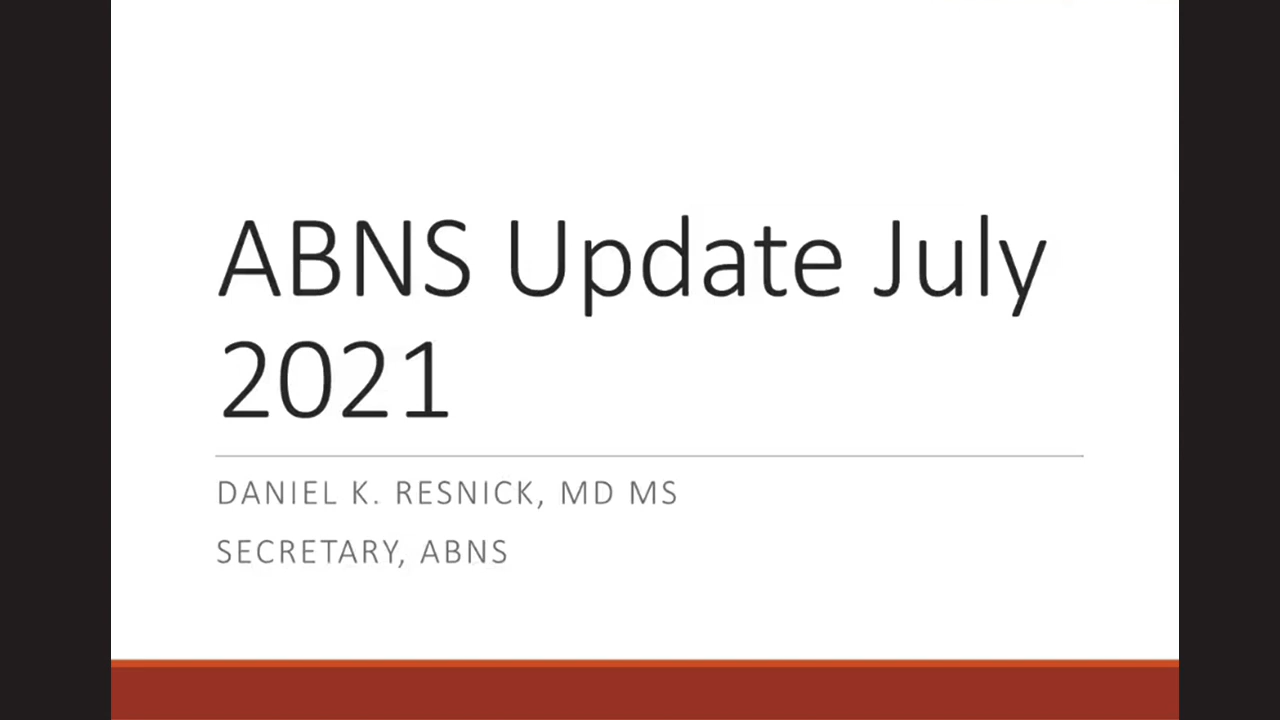 ABNS Update July
2021
DANIEL K. RESNICK, MD MS
SECRETARY, ABNS